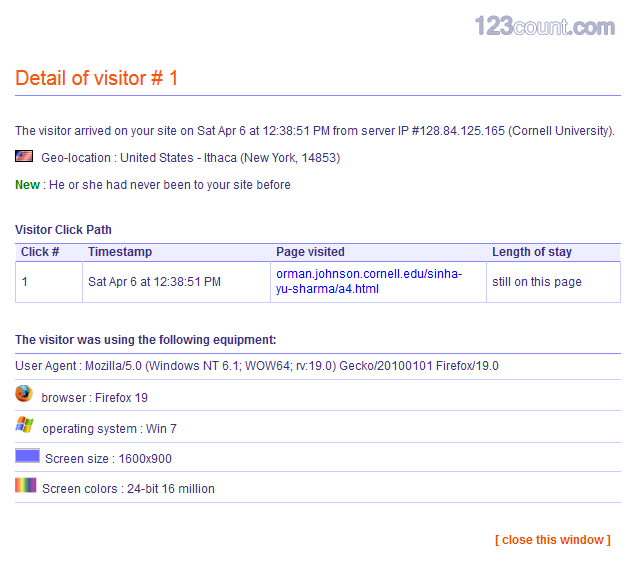 123count.com
Detail of visitor # 1
The visitor arrived on your site on Sat Apr 6 at 12:38:51 PM from server IP #128.84.125.165 (Cornell University).
Geo-location : United States - Ithaca (New York, 14853)
New : He or she had never been to your site before
Visitor Click Path
Click # Timestamp Page visited Length of stay
1 Sat Apr 6 at 12:38:51 PM orman.johnson.cornell.edu/sinha- still on this page
yu-sharma/a4.html
The visitor was using the following equipment:
User Agent : Mozilla/5.0 (Windows NT 6.1; WOW64; rv:19.0) Gecko/20100101 Firefox/19.0
browser : Firefox 19
operating system : Win 7
Screen size : 1600x900
Screen colors : 24-bit 16 million
[ close this window ]